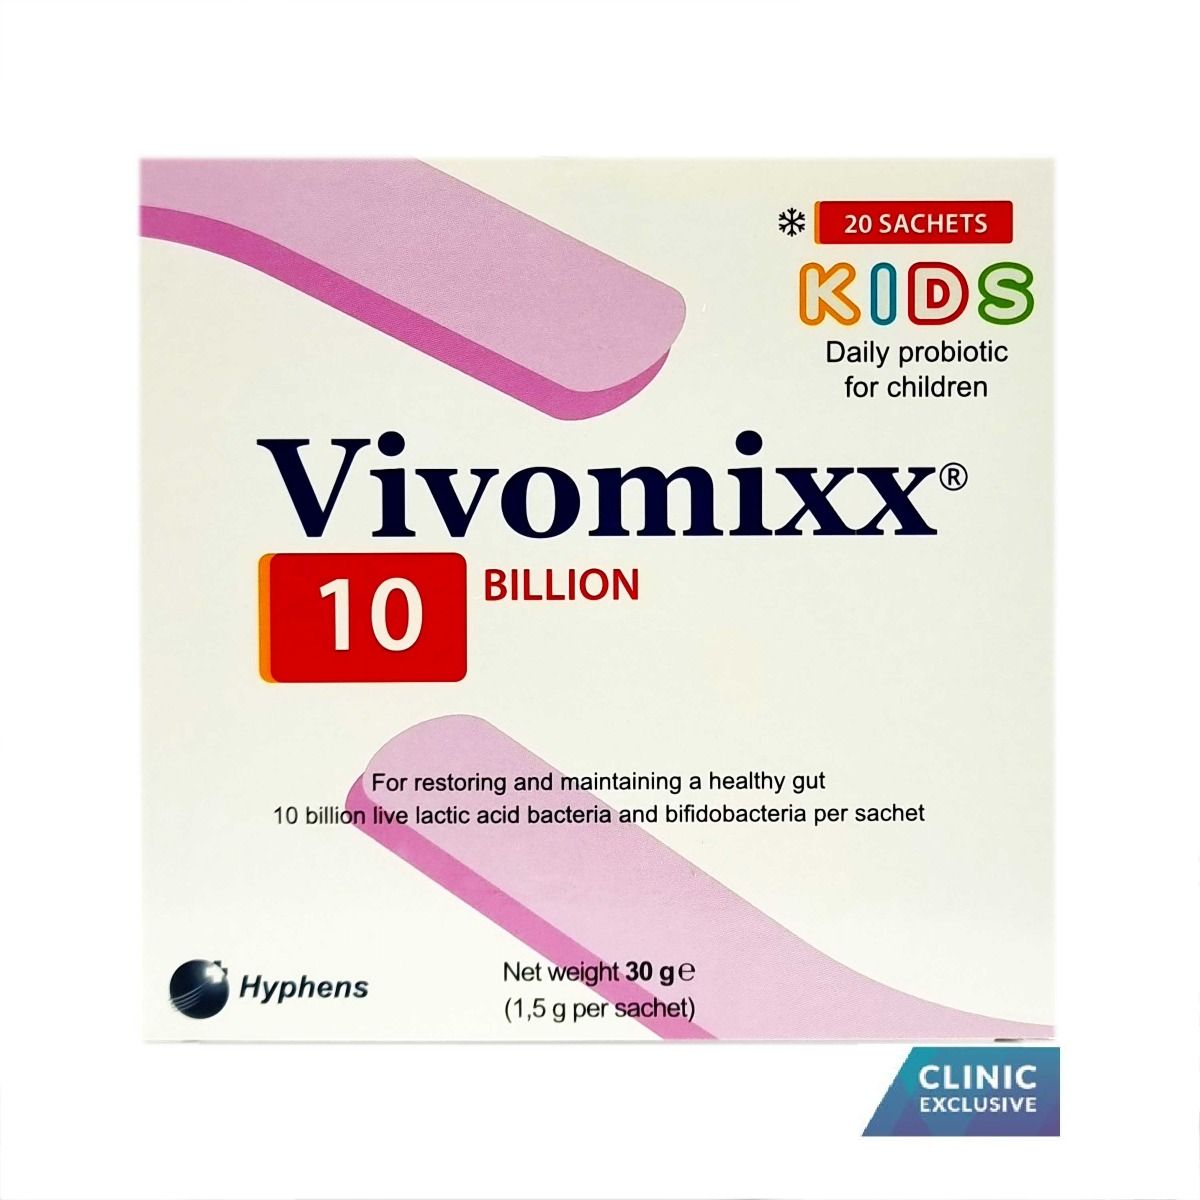 20 SACHETS
KIDS
Daily probiotic
for children
Vivomixx®
10 BILLION
For restoring and maintaining a healthy gut
10 billion live lactic acid bacteria and bifidobacteria per sachet
Hyphens
Net weight 30 g ℮
(1,5 g per sachet)
CLINIC
EXCLUSIVE